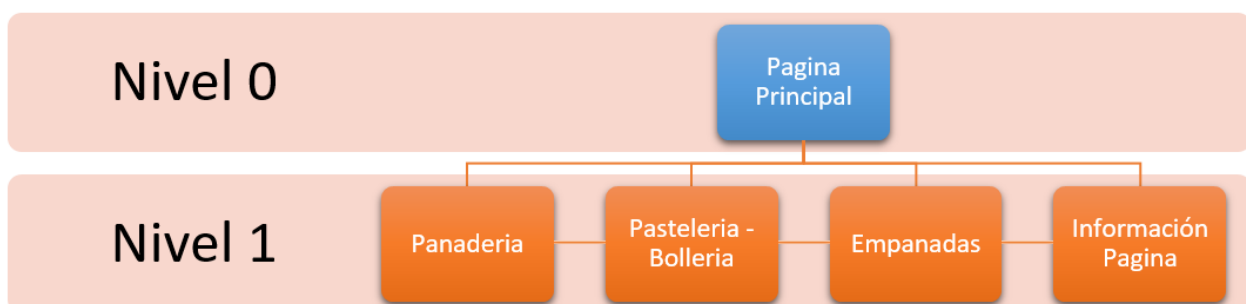 Nivel 0
Pagina
Principal
Nivel 1
Panaderia
Pasteleria -
Bolleria
Empanadas
Información
Pagina